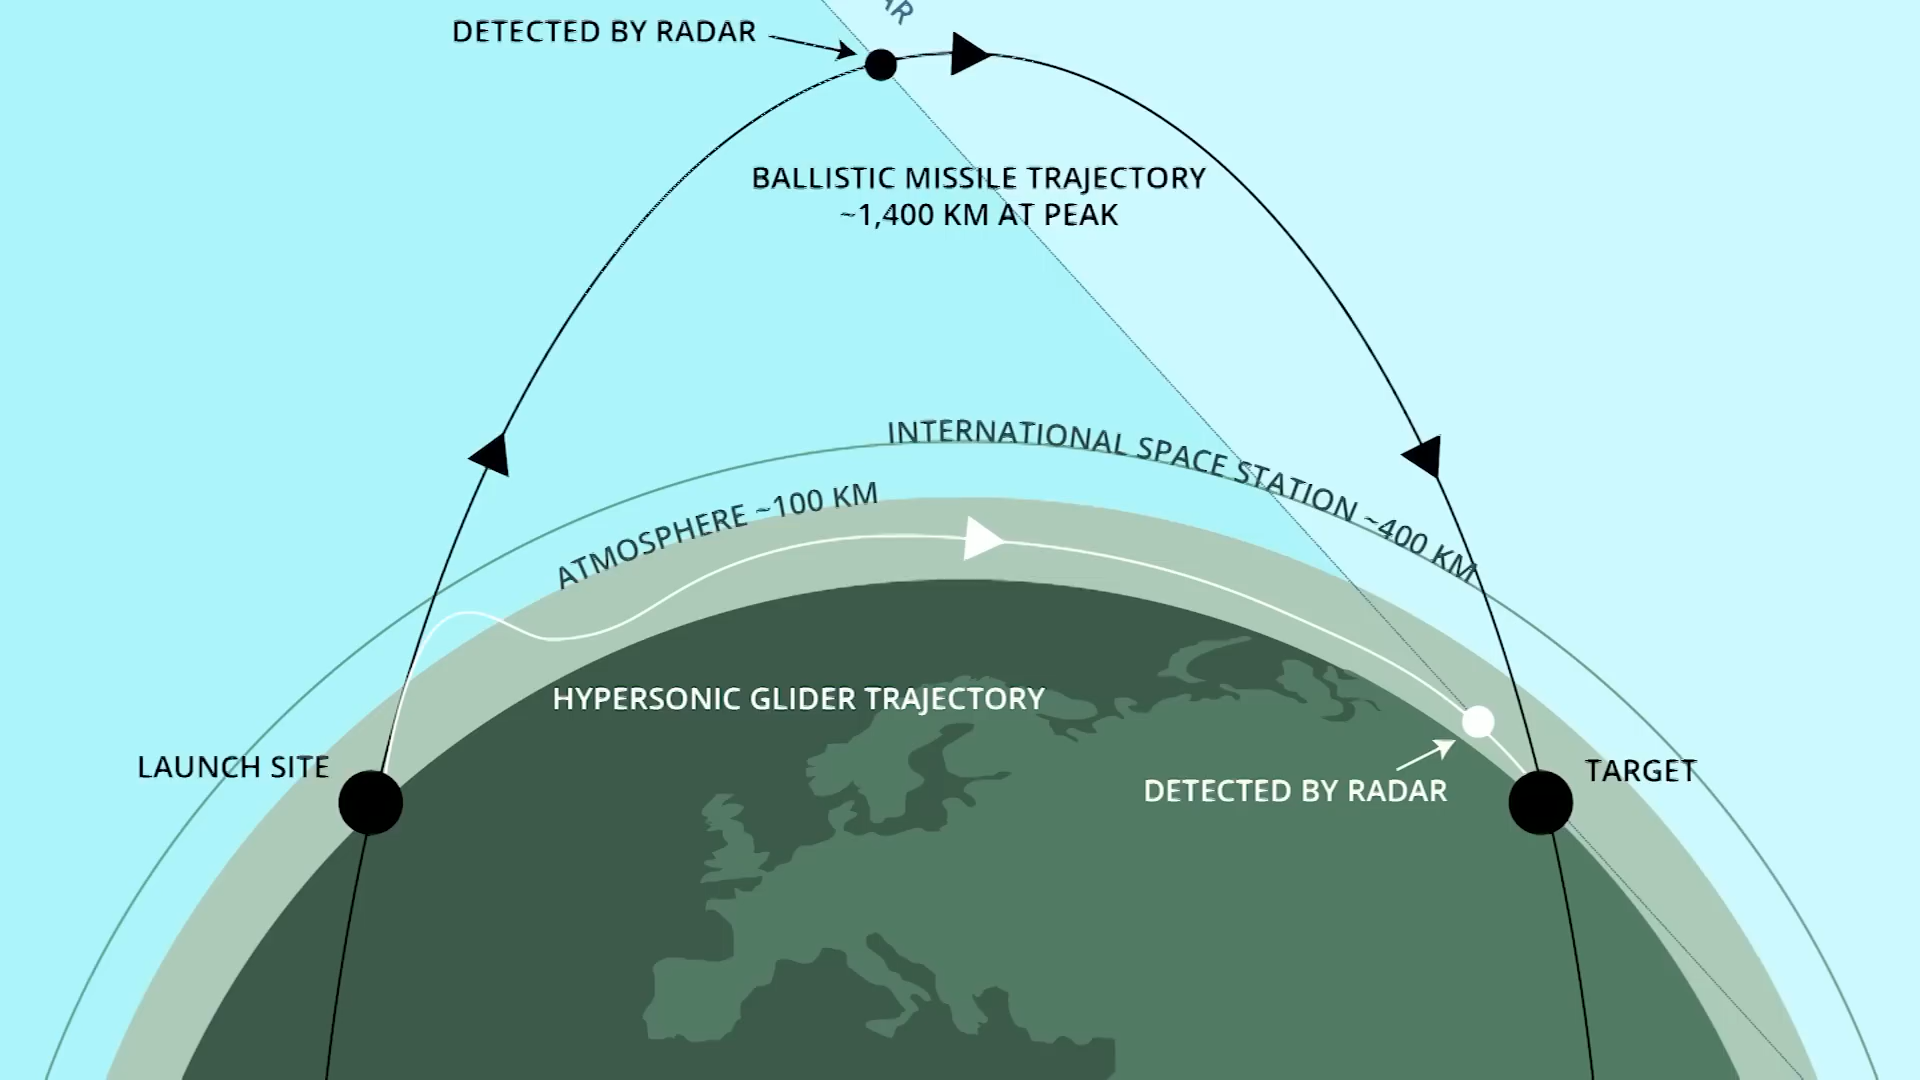 DETECTED BY RADAR
BALLISTIC MISSILE TRAJECTORY
~1,400 KM AT PEAK
INTERNATIONAL SPACE STATION ~400 KM
ATMOSPHERE ~100 KM
HYPERSONIC GLIDER TRAJECTORY
LAUNCH SITE
TARGET
DETECTED BY RADAR